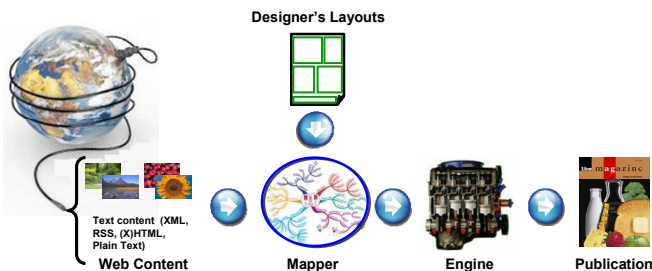 Designer's Layouts
the magazine
Text content (XML,
RSS, (X)HTML,
Plain Text)
Web Content
Mapper
Engine
Publication